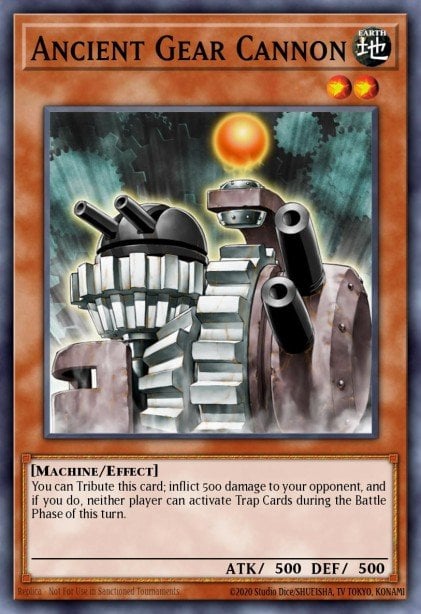 ANCIENT GEAR CANNON
EARTH
地
[MACHINE/EFFECT]
You can Tribute this card; inflict 500 damage to your opponent, and
if you do, neither player can activate Trap Cards during the Battle
Phase of this turn.
ATK/ 500 DEF/ 500
Replica - Not For Use in Sanctioned Tournaments
©2020 Studio Dice/SHUEISHA, TV TOKYO, KONAMI